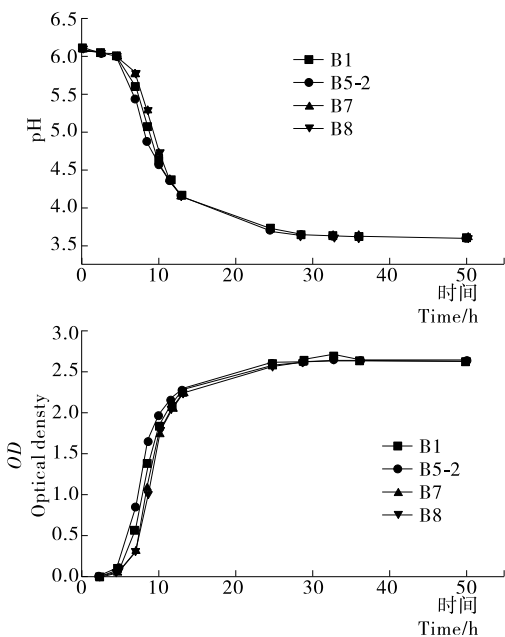 6.5
6.0
5.5
5.0
4.5
4.0
3.5
pH
B1
B5-2
B7
B8
0 10 20 30 40 50
时间
Time/h
3.0
2.5
2.0
1.5
1.0
0.5
0.0
OD
Optical densty
B1
B5-2
B7
B8
0 10 20 30 40 50
时间
Time/h